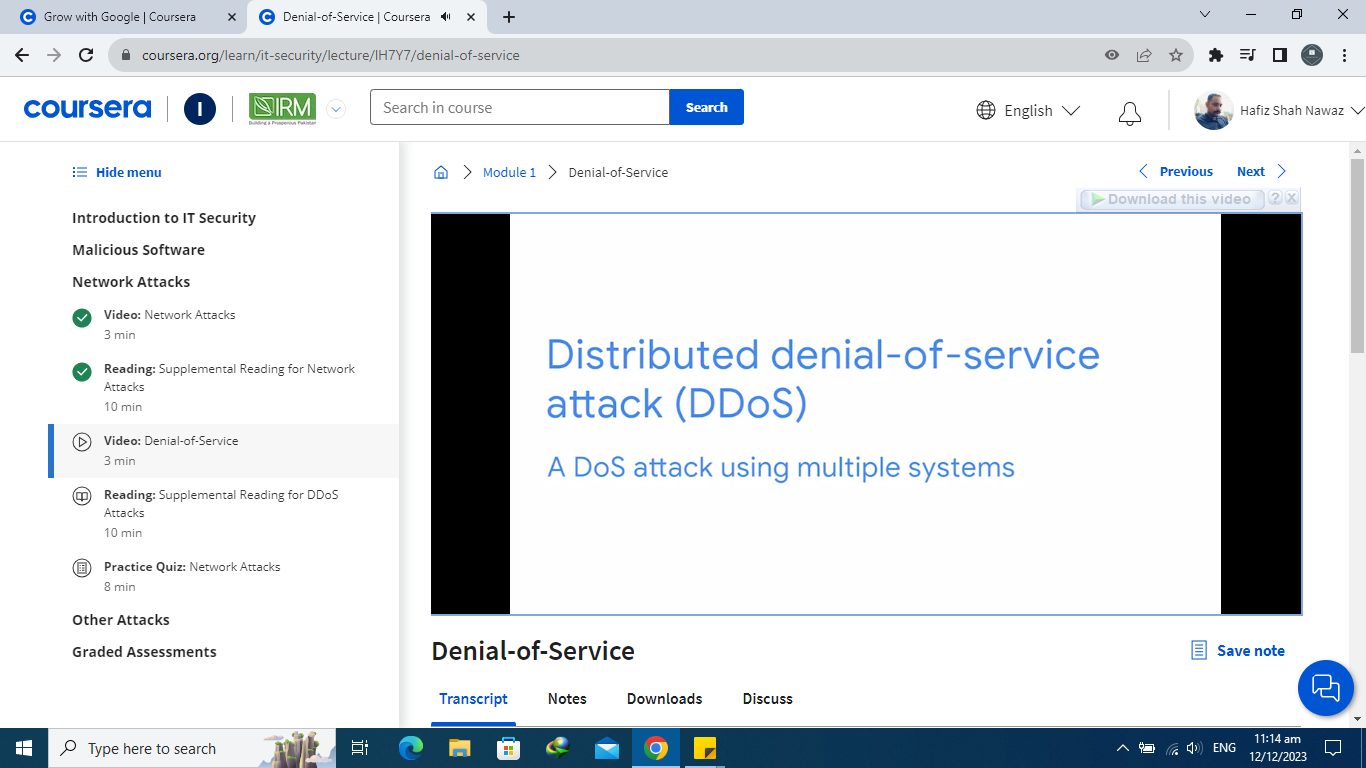 Grow with Google | Coursera
Denial-of-Service | Coursera
coursera.org/learn/it-security/lecture/IH7Y7/denial-of-service
coursera
I
IRM
Building a Prosperous Pakistan
Search in course
Search
English
Hafiz Shah Nawaz
Hide menu
Introduction to IT Security
Malicious Software
Network Attacks
Video: Network Attacks
3 min
Reading: Supplemental Reading for Network
Attacks
10 min
Video: Denial-of-Service
3 min
Reading: Supplemental Reading for DDoS
Attacks
10 min
Practice Quiz: Network Attacks
8 min
Other Attacks
Graded Assessments
Module 1
Denial-of-Service
Previous
Next
Download this video
?
X
Distributed denial-of-service
attack (DDoS)
A DoS attack using multiple systems
Denial-of-Service
Save note
Transcript
Notes
Downloads
Discuss
Type here to search
ENG
11:14 am
12/12/2023